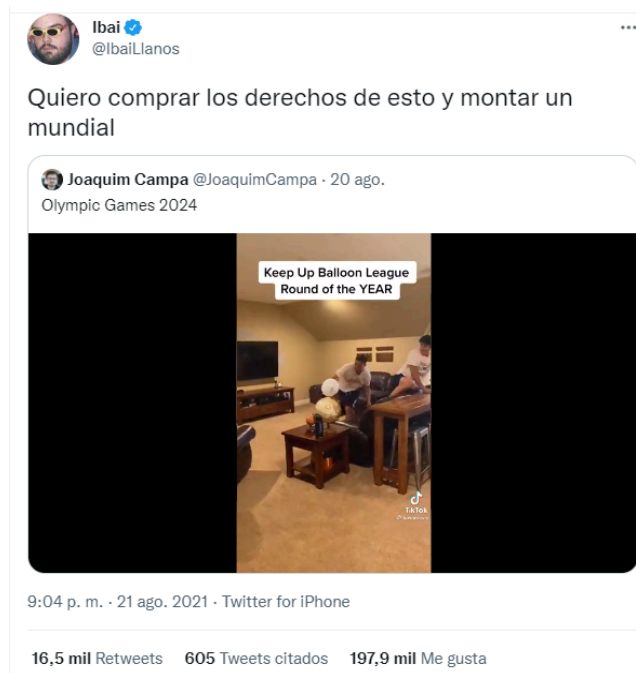 Ibai
@IbaiLlanos
Quiero comprar los derechos de esto y montar un
mundial
Joaquim Campa @JoaquimCampa · 20 ago.
Olympic Games 2024
Keep Up Balloon League
Round of the YEAR
TikTok
9:04 p. m. · 21 ago. 2021 · Twitter for iPhone
16,5 mil Retweets 605 Tweets citados 197,9 mil Me gusta